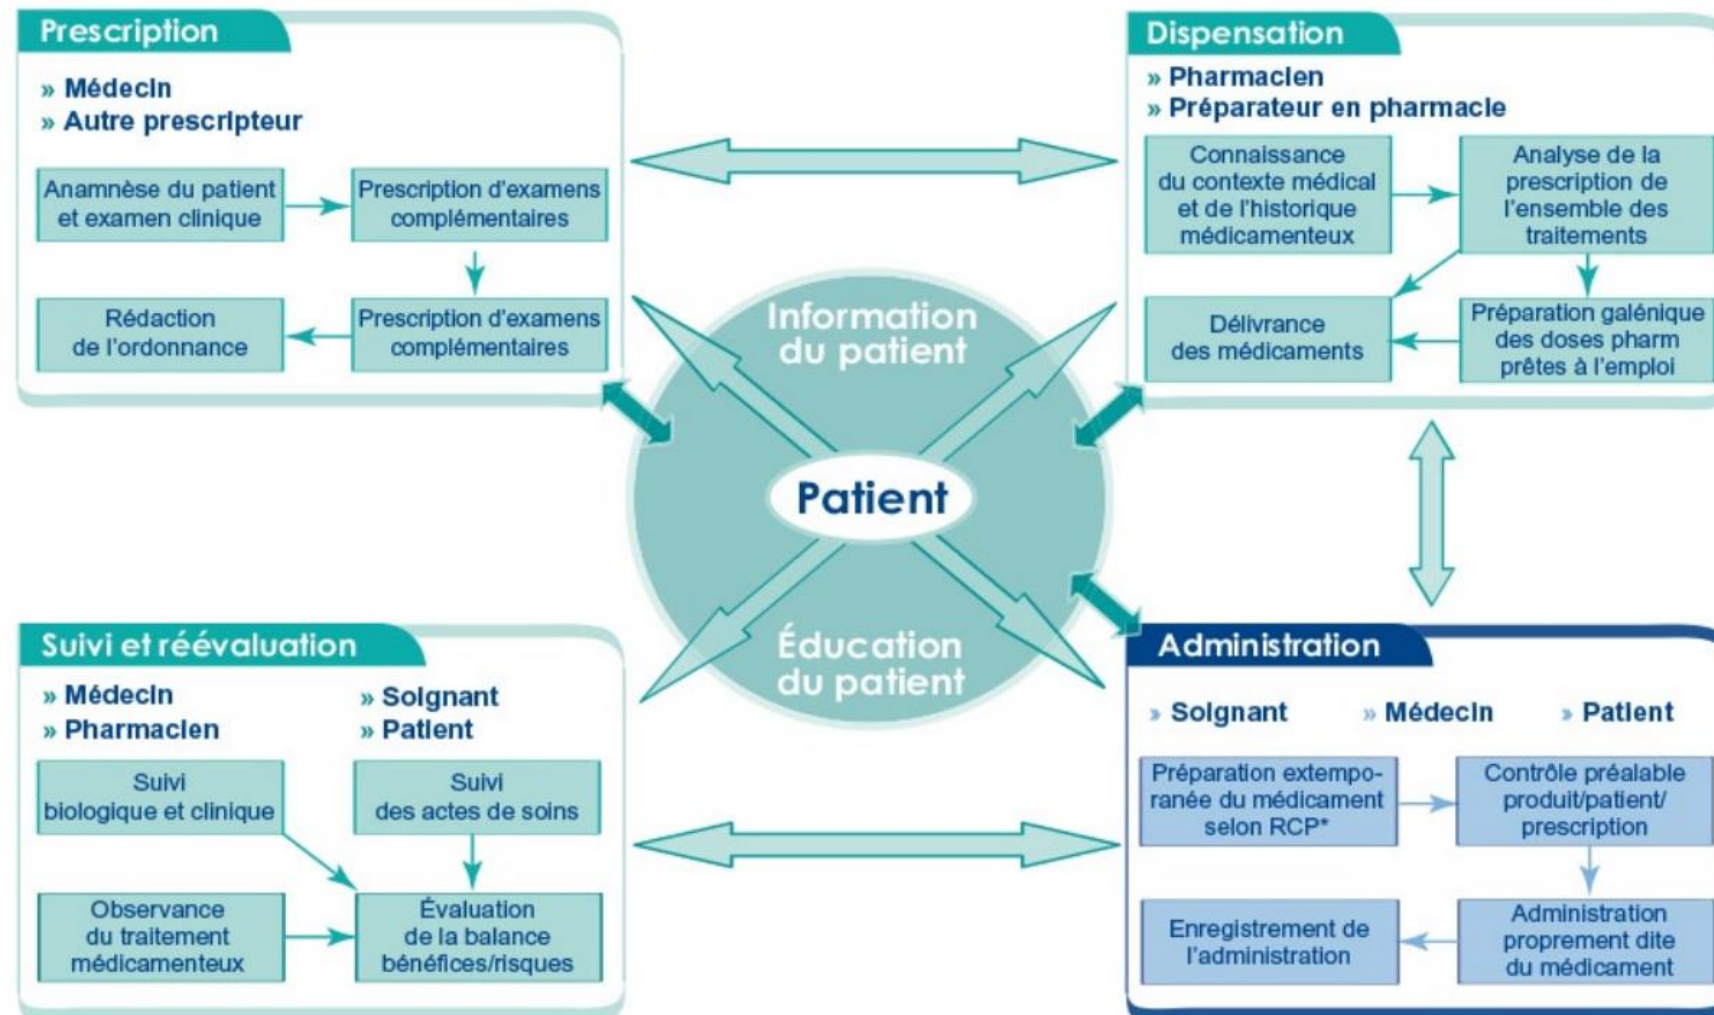 Prescription
» Médecin
» Autre prescripteur
Anamnèse du patient
et examen clinique
Prescription d'examens
complémentaires
Rédaction
de l'ordonnance
Prescription d'examens
complémentaires
Dispensation
» Pharmacien
» Préparateur en pharmacie
Connaissance
du contexte médical
et de l'historique
médicamenteux
Analyse de la
prescription de
l'ensemble des
traitements
Délivrance
des médicaments
Préparation galénique
des doses pharm
prêtes à l'emploi
Information
du patient
Patient
Éducation
du patient
Suivi et réévaluation
» Médecin
» Soignant
» Pharmacien
» Patient
Suivi
biologique et clinique
Suivi
des actes de soins
Observance
du traitement
médicamenteux
Évaluation
de la balance
bénéfices/risques
Administration
» Soignant
» Médecin
» Patient
Préparation extempo-
ranée du médicament
selon RCP*
Contrôle préalable
produit/patient/
prescription
Enregistrement de
l'administration
Administration
proprement dite
du médicament